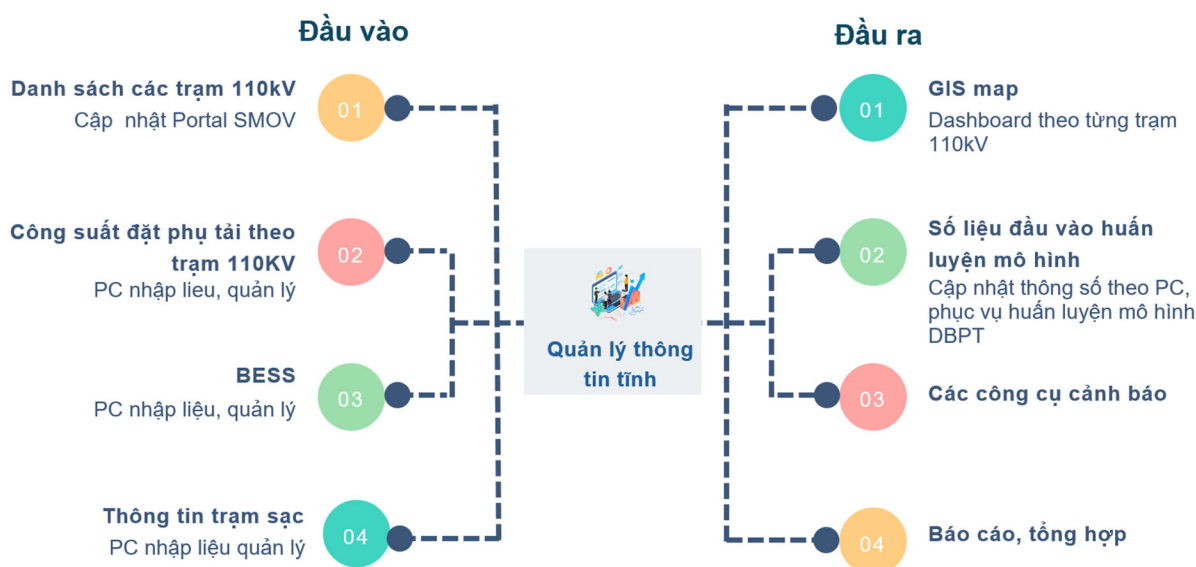 Đầu vào
Danh sách các trạm 110kV
Cập nhật Portal SMOV
01
Công suất đặt phụ tải theo
trạm 110KV
PC nhập lieu, quản lý
02
BESS
PC nhập liệu, quản lý
03
Thông tin trạm sạc
PC nhập liệu quản lý
04
Quản lý thông
tin tĩnh
Đầu ra
01
GIS map
Dashboard theo từng trạm
110kV
02
Số liệu đầu vào huấn
luyện mô hình
Cập nhật thông số theo PC,
phục vụ huấn luyện mô hình
DBPT
03
Các công cụ cảnh báo
04
Báo cáo, tổng hợp